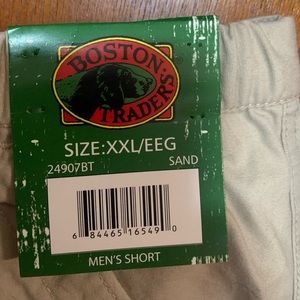 BOSTON
TRADERS
SIZE:XXL/EEG
24907BT SAND
6 84465 16549 0
MEN'S SHORT